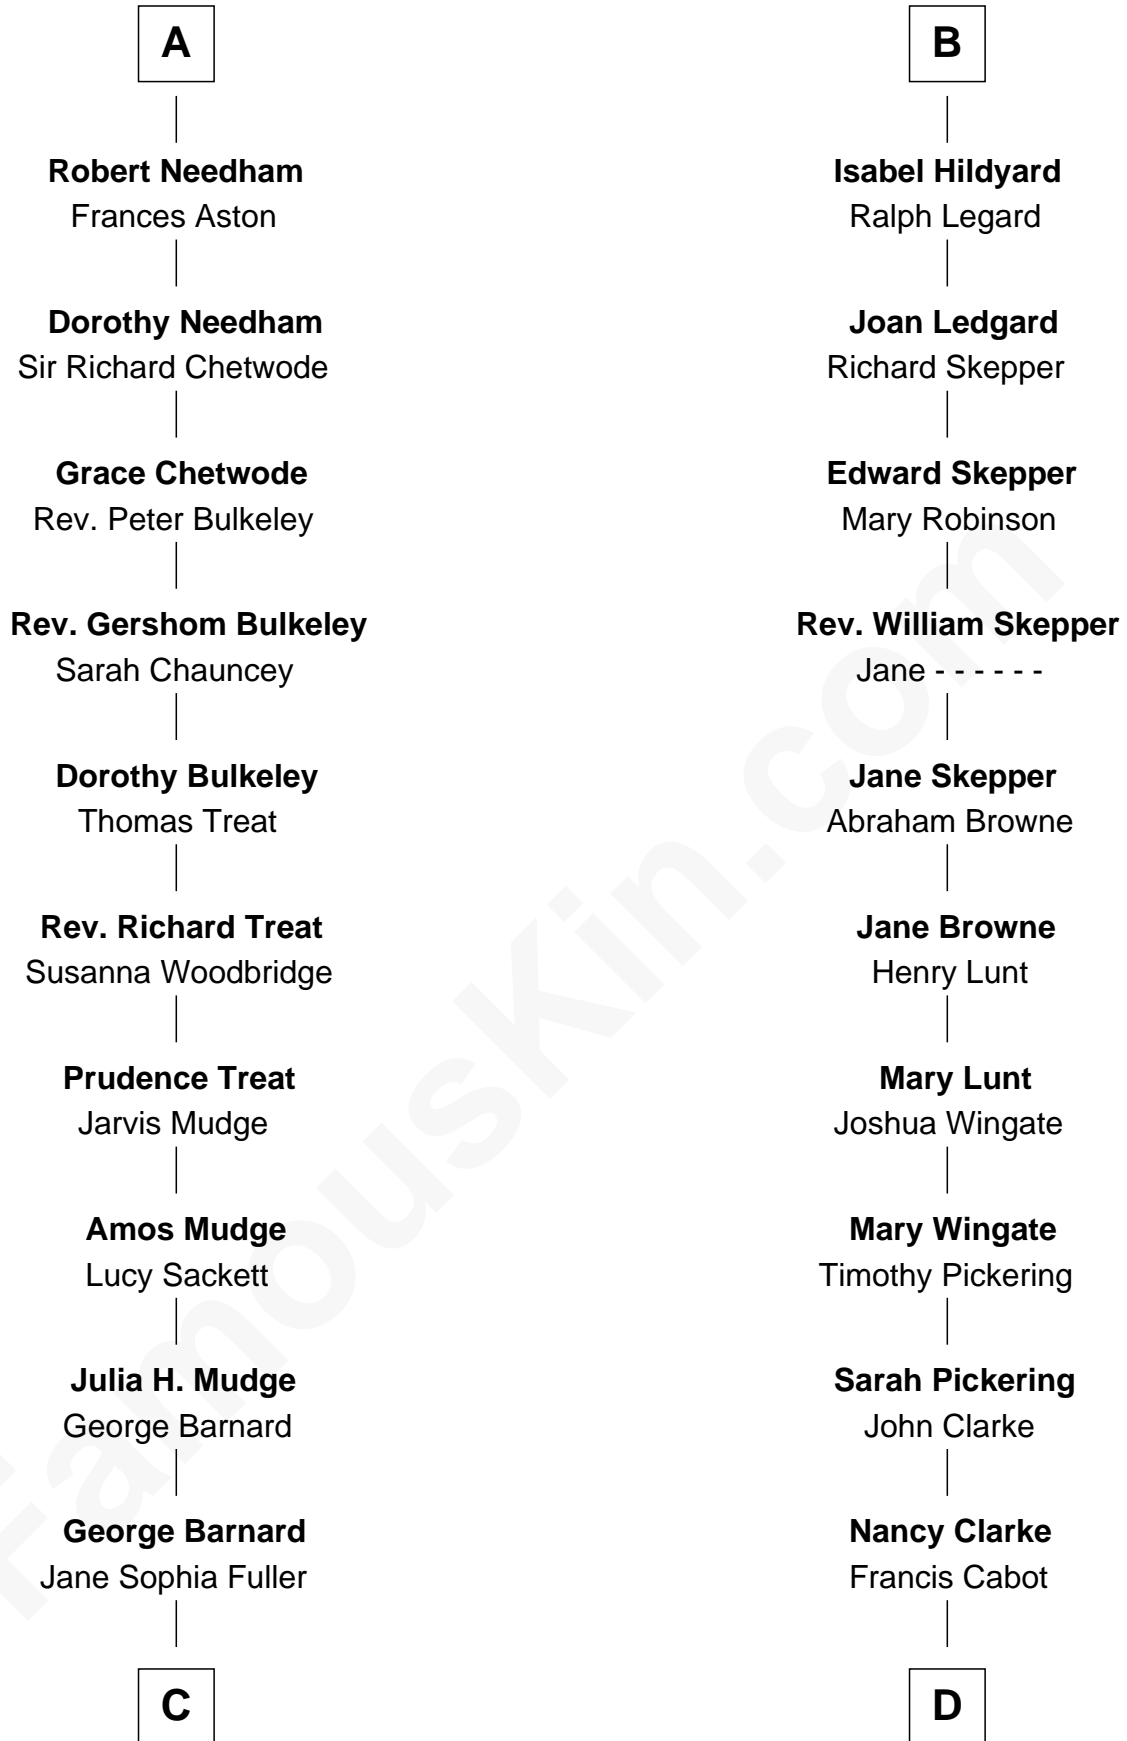 A
Robert Needham
Frances Aston
Dorothy Needham
Sir Richard Chetwode
Grace Chetwode
Rev. Peter Bulkeley
Rev. Gershom Bulkeley
Sarah Chauncey
Dorothy Bulkeley
Thomas Treat
Rev. Richard Treat
Susanna Woodbridge
Prudence Treat
Jarvis Mudge
Amos Mudge
Lucy Sackett
Julia H. Mudge
George Barnard
George Barnard
Jane Sophia Fuller
C
B
Isabel Hildyard
Ralph Legard
Joan Ledgard
Richard Skepper
Edward Skepper
Mary Robinson
Rev. William Skepper
Jane - - - - - -
Jane Skepper
Abraham Browne
Jane Browne
Henry Lunt
Mary Lunt
Joshua Wingate
Mary Wingate
Timothy Pickering
Sarah Pickering
John Clarke
Nancy Clarke
Francis Cabot
D
FamousKin.com